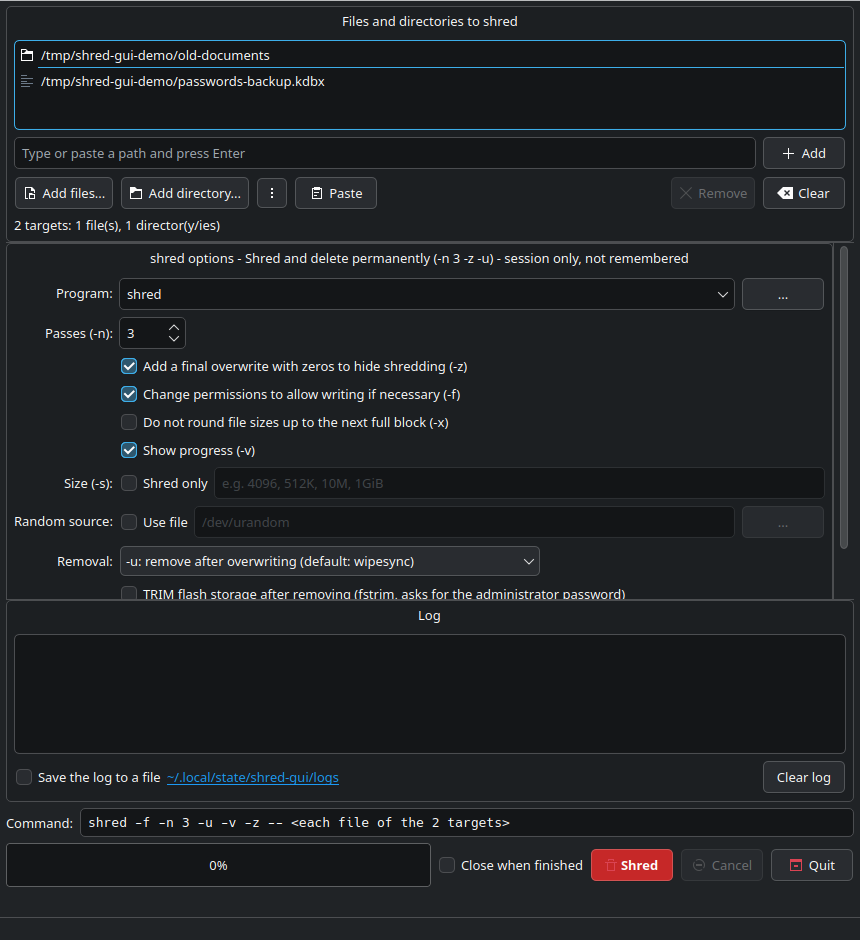 Files and directories to shred
/tmp/shred-gui-demo/old-documents
/tmp/shred-gui-demo/passwords-backup.kdbx
Type or paste a path and press Enter
Add
Add files...
Add directory...
Paste
Remove
Clear
2 targets: 1 file(s), 1 director(y/ies)
shred options - Shred and delete permanently (-n 3 -z -u) - session only, not remembered
Program: shred ...
Passes (-n): 3
Add a final overwrite with zeros to hide shredding (-z)
Change permissions to allow writing if necessary (-f)
Do not round file sizes up to the next full block (-x)
Show progress (-v)
Size (-s): Shred only e.g. 4096, 512K, 10M, 1GiB
Random source: Use file /dev/urandom ...
Removal: -u: remove after overwriting (default: wipesync)
TRIM flash storage after removing (fstrim, asks for the administrator password)
Log
Save the log to a file ~/.local/state/shred-gui/logs
Clear log
Command: shred -f -n 3 -u -v -z -- <each file of the 2 targets>
0%
Close when finished
Shred
Cancel
Quit